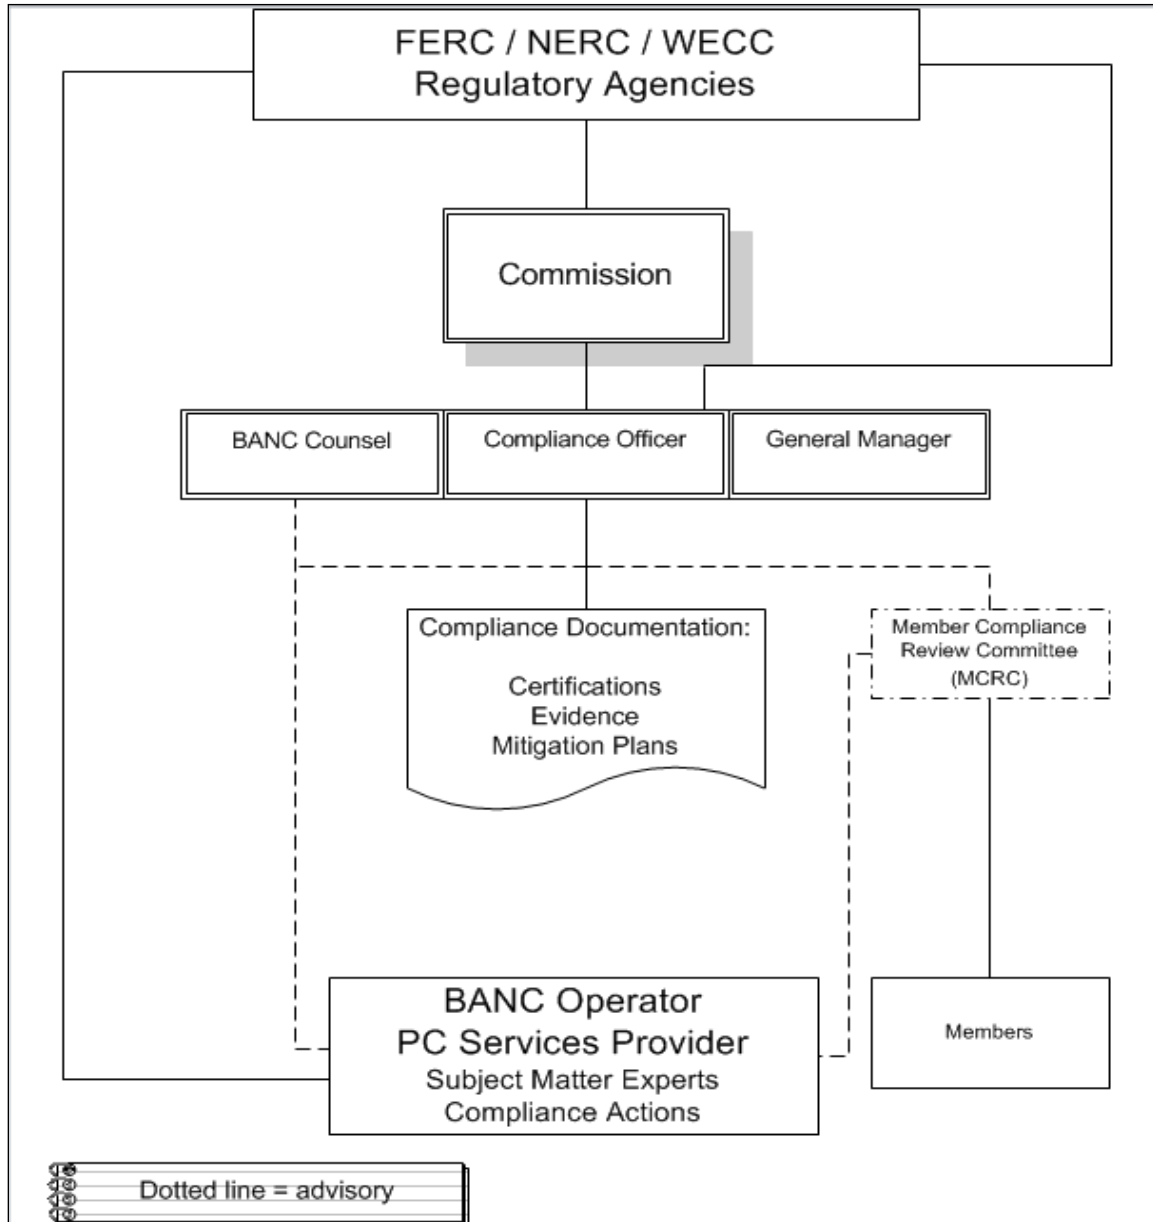 FERC / NERC / WECC
Regulatory Agencies
Commission
BANC Counsel
Compliance Officer
General Manager
Compliance Documentation:
Certifications
Evidence
Mitigation Plans
Member Compliance
Review Committee
(MCRC)
BANC Operator
PC Services Provider
Subject Matter Experts
Compliance Actions
Members
Dotted line = advisory